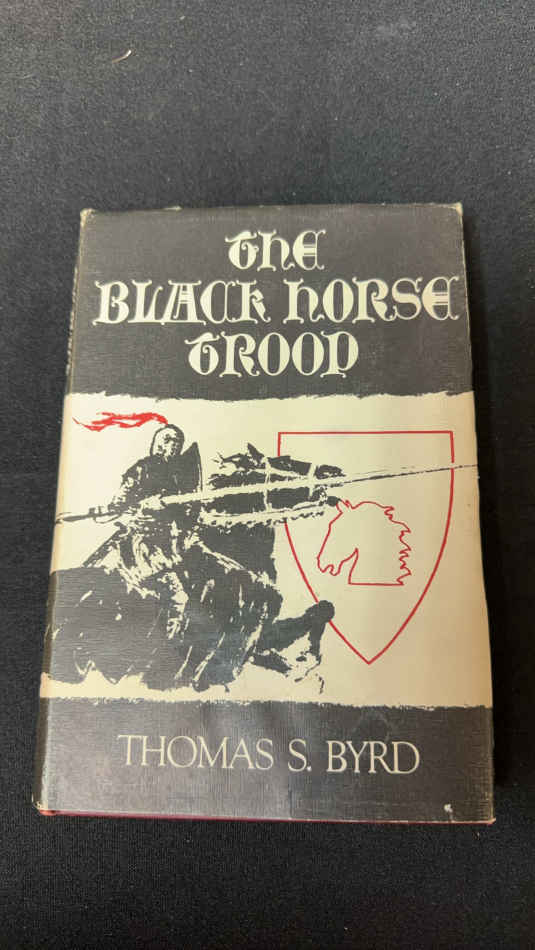 THE
BLACK HORSE
TROOP
THOMAS S. BYRD